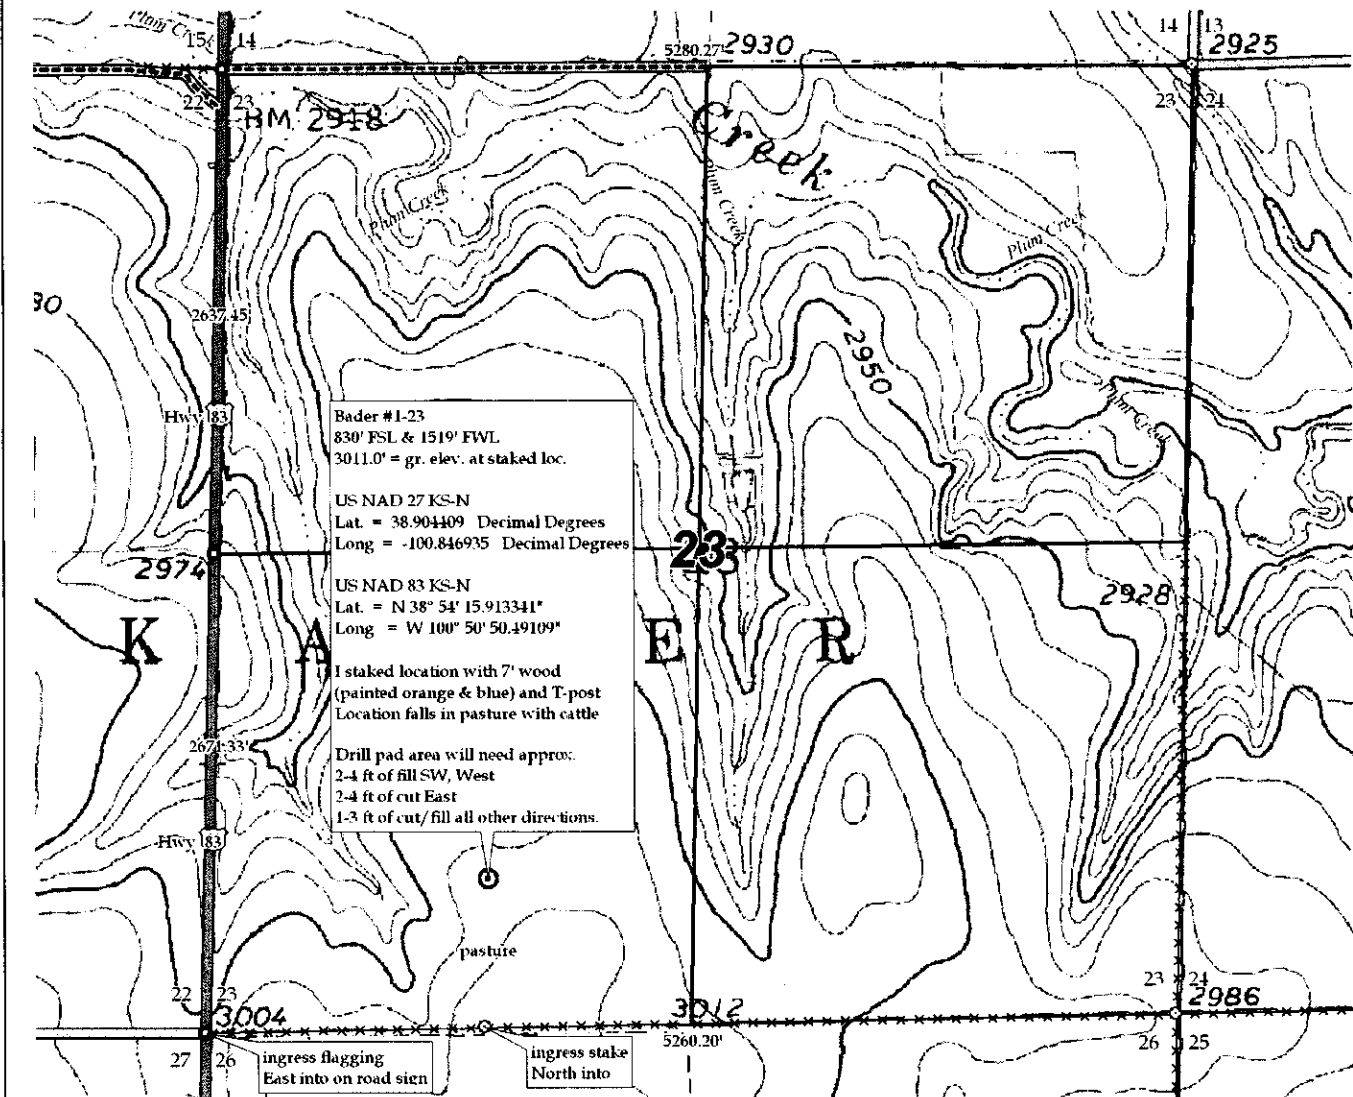 Plum Creek
15 14
5280.27'
2930
14 13
2925
22 23
BM 2918
23 24
Creek
Plum Creek
Plum Creek
Plum Creek
2637.45
2950
Plum Creek
Hwy 83
Bader #1-23
830' FSL & 1519' FWL
3011.0' = gr. elev. at staked loc.
US NAD 27 KS-N
Lat. = 38.904409 Decimal Degrees
Long = -100.846935 Decimal Degrees
US NAD 83 KS-N
Lat. = N 38° 54' 15.913341"
Long = W 100° 50' 50.49109"
I staked location with 7' wood
(painted orange & blue) and T-post
Location falls in pasture with cattle
Drill pad area will need approx.
2-4 ft of fill SW, West
2-4 ft of cut East
1-3 ft of cut/fill all other directions.
23
2974
2928
K A E R
2671.33'
Hwy 83
pasture
22 23
3004
3012
23 24
2986
5260.20'
27 26
26 25
ingress flagging
East into on road sign
ingress stake
North into